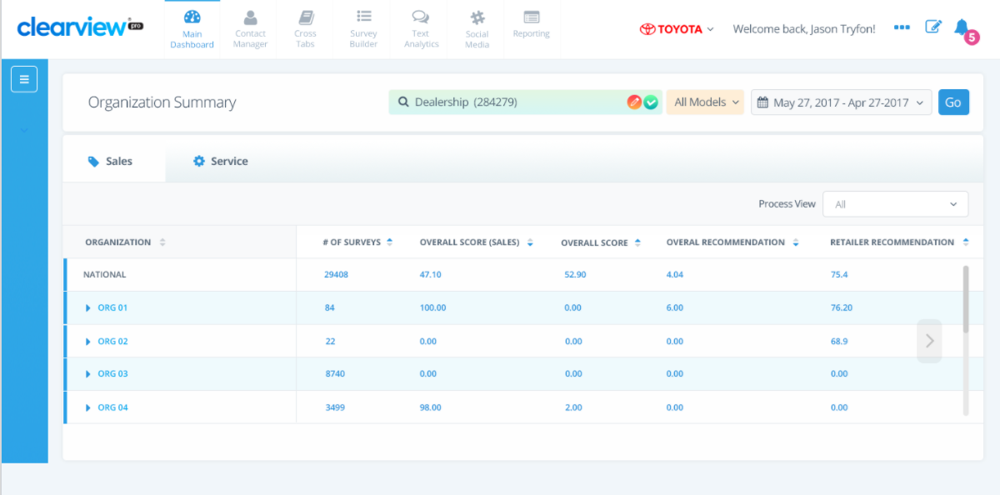 clearview pro
Main Dashboard
Contact Manager
Cross Tabs
Survey Builder
Text Analytics
Social Media
Reporting
TOYOTA
Welcome back, Jason Tryfon!
5
Organization Summary
Dealership (284279)
All Models
May 27, 2017 - Apr 27-2017
Go
Sales
Service
Process View
All
ORGANIZATION # OF SURVEYS OVERALL SCORE (SALES) OVERALL SCORE OVERAL RECOMMENDATION RETAILER RECOMMENDATION
NATIONAL 29408 47.10 52.90 4.04 75.4
ORG 01 84 100.00 0.00 6.00 76.20
ORG 02 22 0.00 0.00 0.00 68.9
ORG 03 8740 0.00 0.00 0.00 0.00
ORG 04 3499 98.00 2.00 0.00 0.00